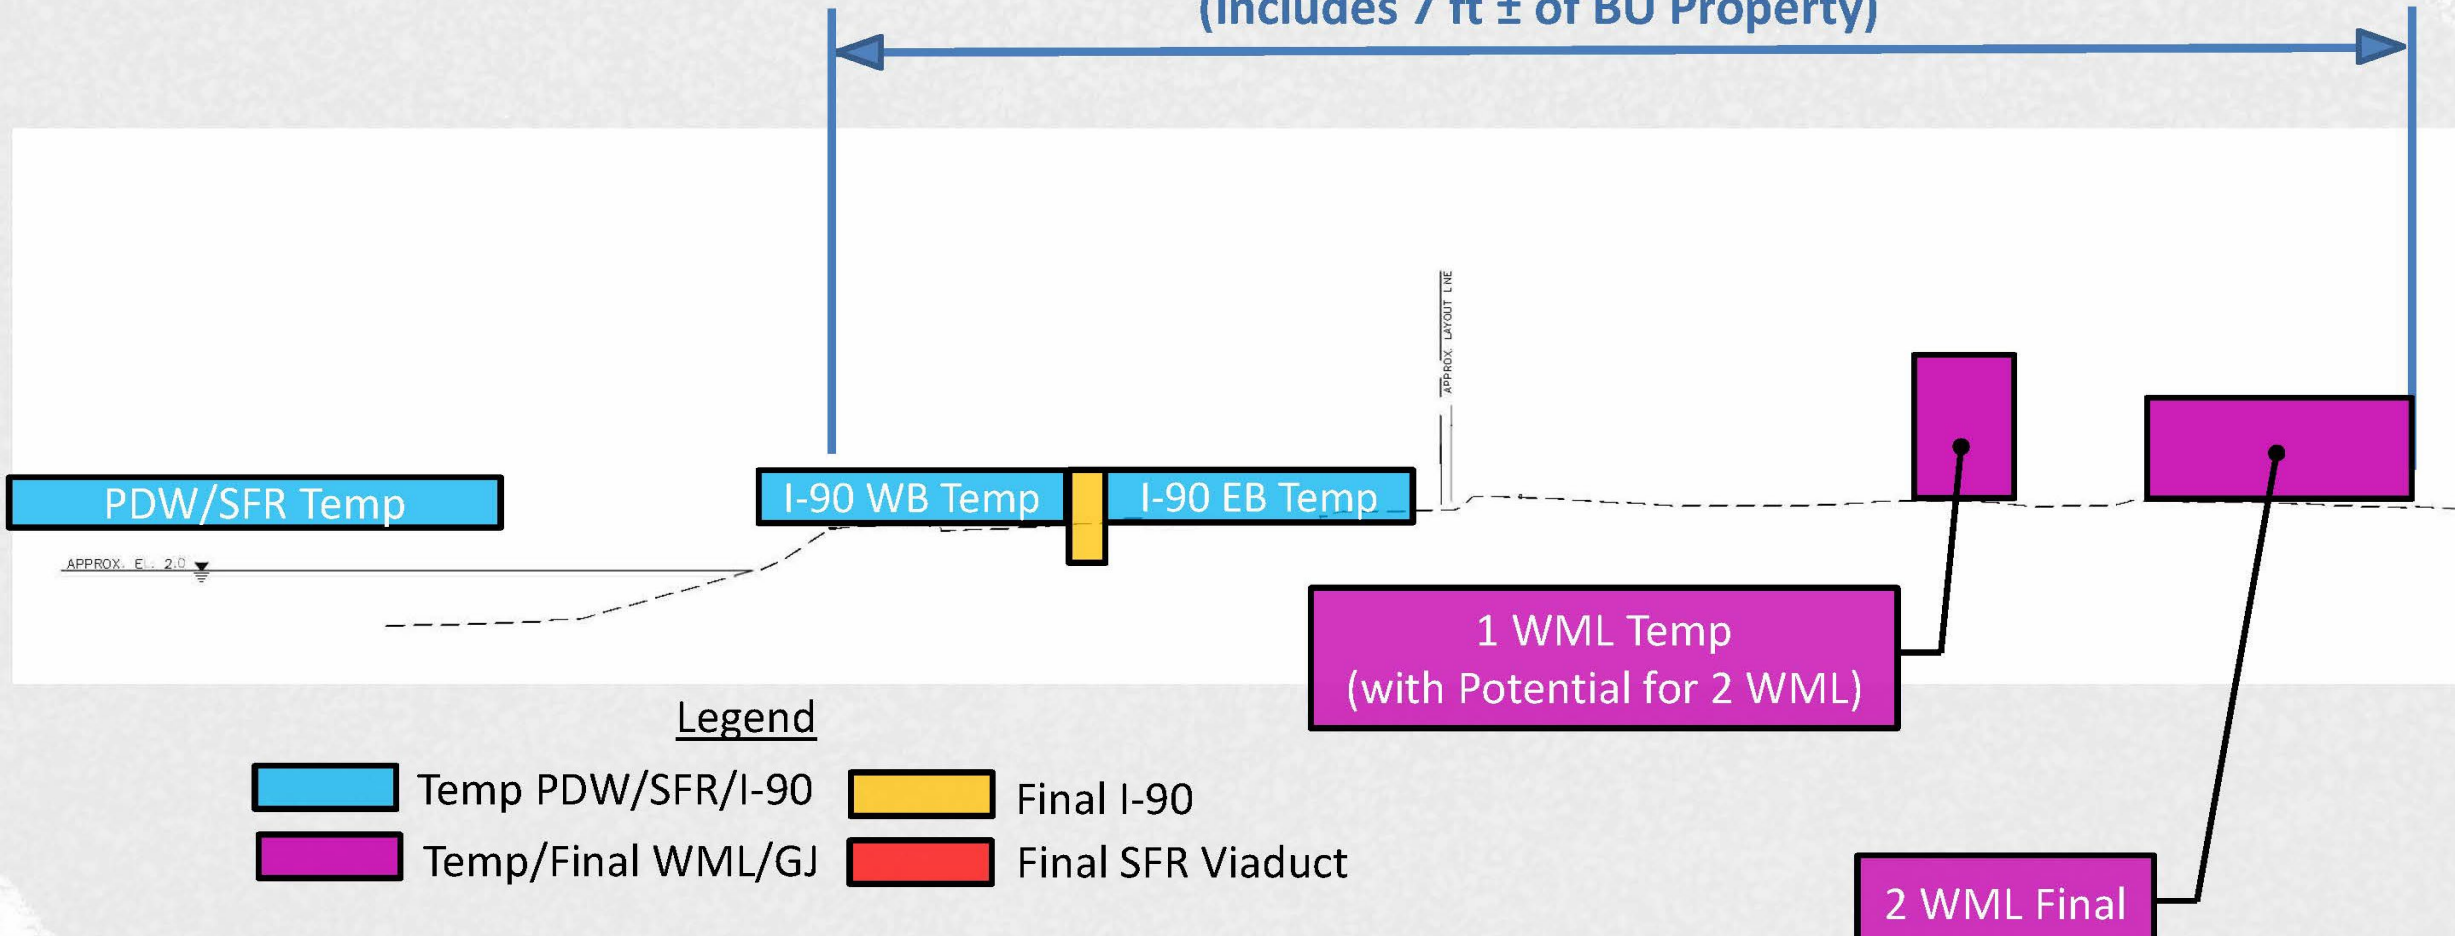 (Includes 7 ft ± of BU Property)
APPROX. LAYOUT LINE
PDW/SFR Temp
I-90 WB Temp
I-90 EB Temp
APPROX. EL. 2.0
1 WML Temp
(with Potential for 2 WML)
Legend
Temp PDW/SFR/I-90
Final I-90
Temp/Final WML/GJ
Final SFR Viaduct
2 WML Final